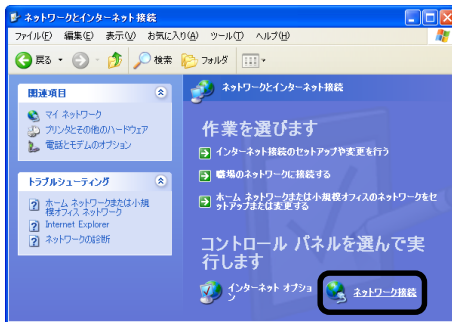 ネットワークとインターネット接続
ファイル(F) 編集(E) 表示(V) お気に入り(A) ツール(T) ヘルプ(H)
戻る 検索 フォルダ
関連項目
マイ ネットワーク
プリンタとその他のハードウェア
電話とモデムのオプション
トラブルシューティング
ホーム ネットワークまたは小規
模オフィス ネットワーク
Internet Explorer
ネットワークの診断
ネットワークとインターネット接続
作業を選びます
インターネット接続のセットアップや変更を行う
職場のネットワークに接続する
ホーム ネットワークまたは小規模オフィスのネットワークをセ
ットアップまたは変更する
コントロール パネルを選んで実
行します
インターネット オプショ
ン
ネットワーク接続